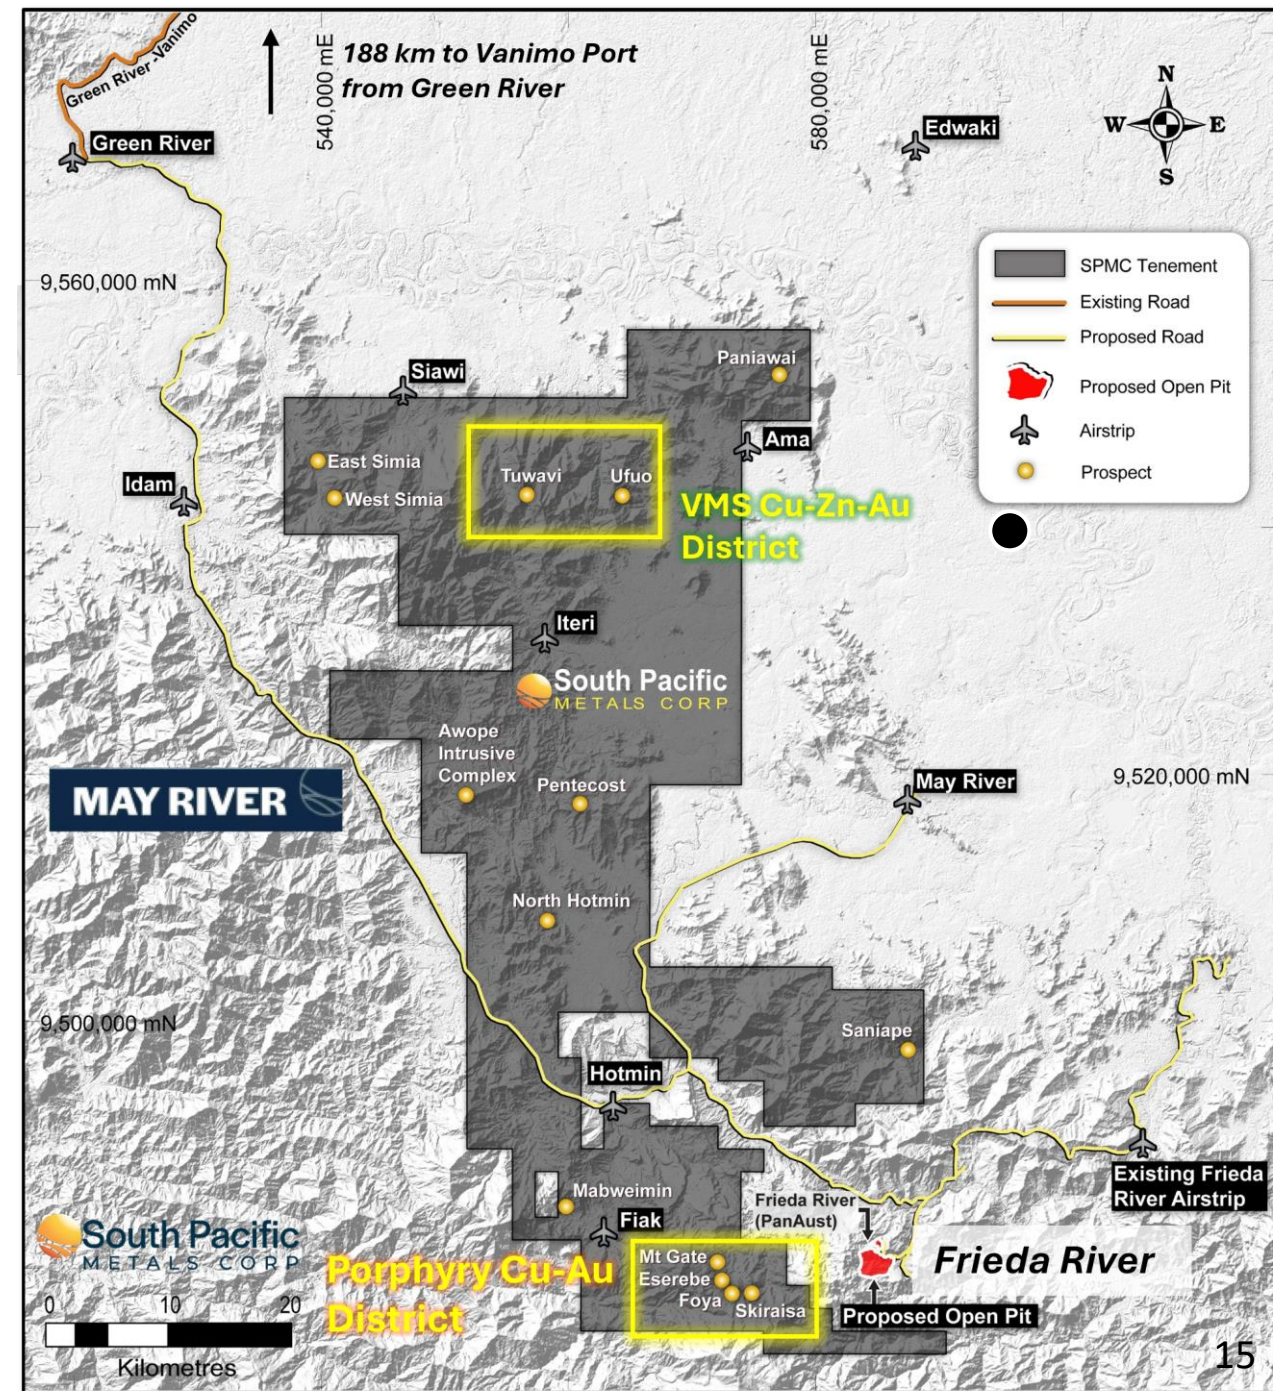 Green River -Vanimo
188 km to Vanimo Port
from Green River
540,000 mE
580,000 mE
N
W E
S
Green River
Edwaki
9,560,000 mN
SPMC Tenement
Existing Road
Proposed Road
Proposed Open Pit
Airstrip
Prospect
Paniawai
Siawi
Ama
East Simia
West Simia
Tuwavi
Ufuo
Idam
VMS Cu-Zn-Au
District
Iteri
South Pacific
METALS CORP
Awope
Intrusive
Complex
Pentecost
MAY RIVER
May River
9,520,000 mN
North Hotmin
9,500,000 mN
Saniape
Hotmin
Mabweimin
Fiak
Frieda River
(PanAust)
Existing Frieda
River Airstrip
South Pacific
METALS CORP
Porphyry Cu-Au
District
Mt Gate
Eserebe
Foya
Skiraisa
Frieda River
Proposed Open Pit
0 10 20
Kilometres
15